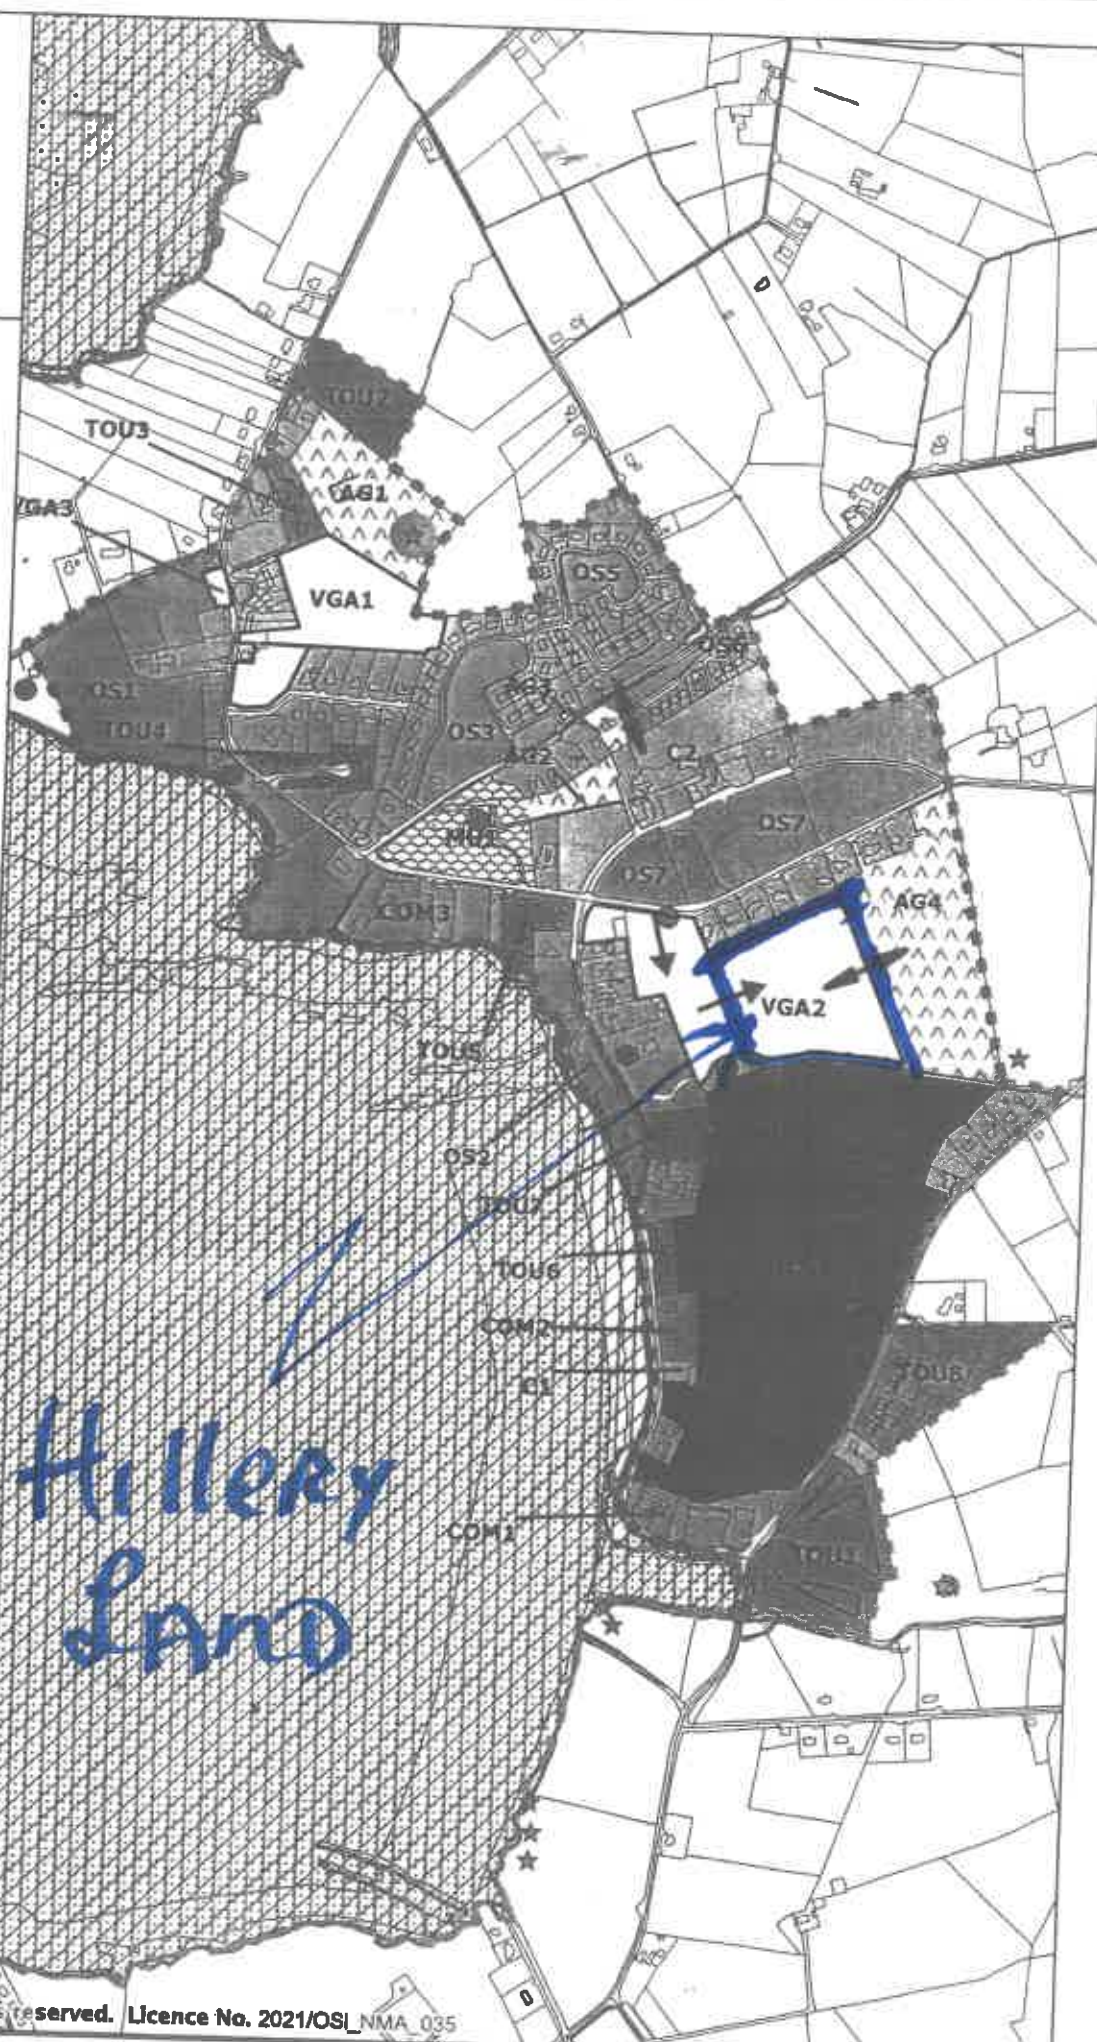 TOU2
TOU3
AG1
VGA3
OS5
VGA1
OS6
OS1
TOU4
OS3
AG2
C2
MU1
OS7
OS7
COM3
AG4
VGA2
TOU5
OS2
TOU7
TOU6
COM2
C1
TOU8
Hillery
Land
COM1
TOU1
reserved. Licence No. 2021/OSi_NMA_035